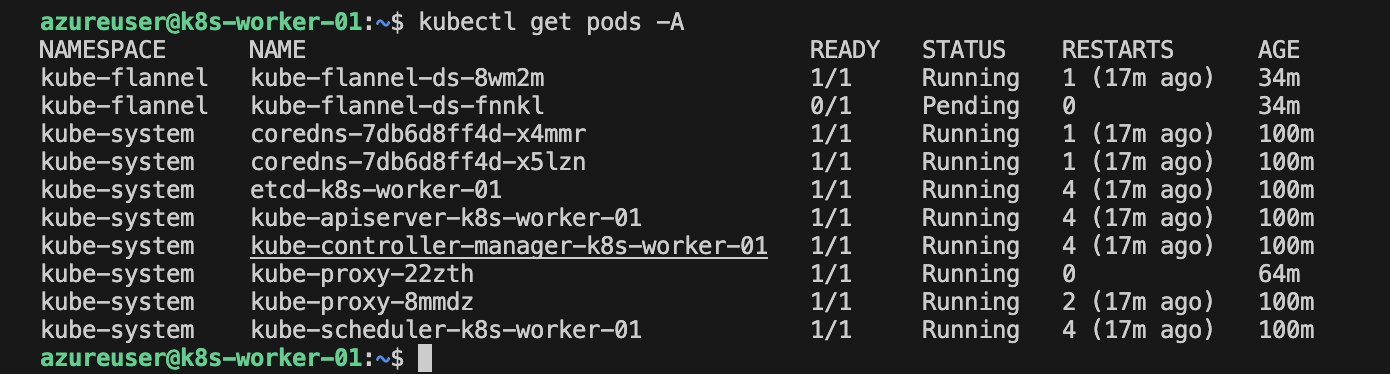 azureuser@k8s-worker-01:~$ kubectl get pods -A
NAMESPACE NAME READY STATUS RESTARTS AGE
kube-flannel kube-flannel-ds-8wm2m 1/1 Running 1 (17m ago) 34m
kube-flannel kube-flannel-ds-fnnkl 0/1 Pending 0 34m
kube-system coredns-7db6d8ff4d-x4mmr 1/1 Running 1 (17m ago) 100m
kube-system coredns-7db6d8ff4d-x5lzn 1/1 Running 1 (17m ago) 100m
kube-system etcd-k8s-worker-01 1/1 Running 4 (17m ago) 100m
kube-system kube-apiserver-k8s-worker-01 1/1 Running 4 (17m ago) 100m
kube-system kube-controller-manager-k8s-worker-01 1/1 Running 4 (17m ago) 100m
kube-system kube-proxy-22zth 1/1 Running 0 64m
kube-system kube-proxy-8mmdz 1/1 Running 2 (17m ago) 100m
kube-system kube-scheduler-k8s-worker-01 1/1 Running 4 (17m ago) 100m
azureuser@k8s-worker-01:~$